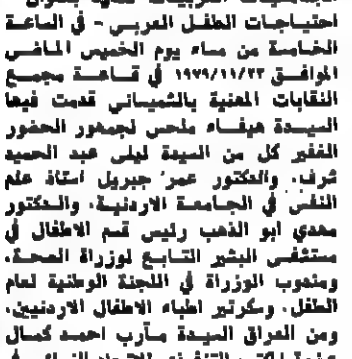 احتياجات الطفل العربي - في الساعة
الخامسة من مساء يوم الخميس الماضي
الموافق ١٩٧٩/١١/٢٣ في قاعة مجمع
النقابات المهنية بالشميساني قدمت فيها
السيدة هيفاء ملحس لجمهور الحضور
الغفير كل من السيدة ليلى عبد الحميد
شرف، والدكتور عمر جبريل استاذ علم
النفس في الجامعة الاردنية، والدكتور
مهدي ابو الذهب رئيس قسم الاطفال في
مستشفى البشير التابع لوزراة الصحة،
ومندوب الوزراة في اللجنة الوطنية لعام
الطفل، وسكرتير اطباء الاطفال الاردنيين،
ومن العراق السيدة مآرب احمد كمال